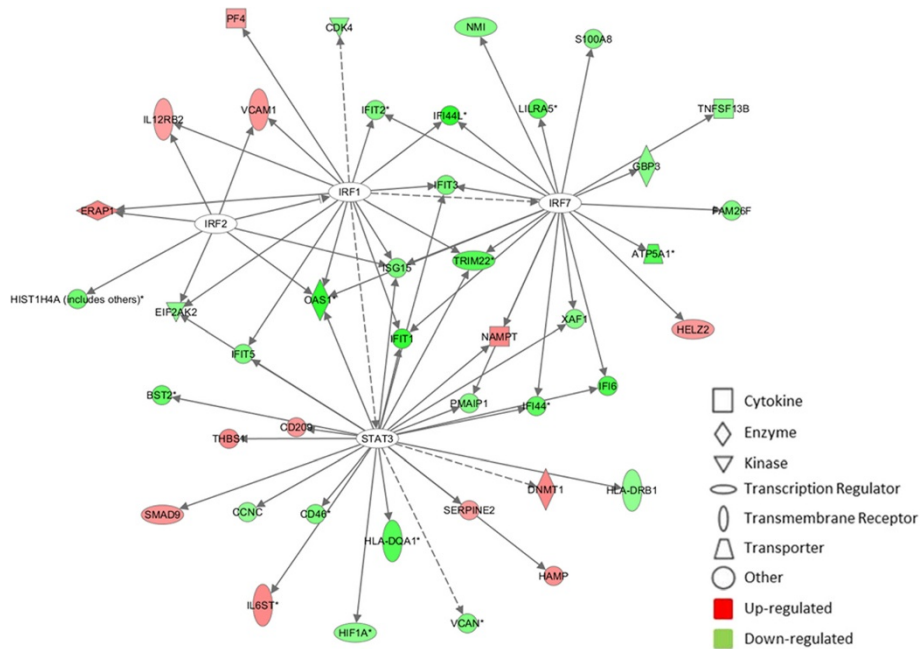 PF4
CDK4
NMI
S100A8
IL12RB2
VCAM1
IFIT2*
IFI44L*
LILRA5*
TNFSF13B
GBP3
IFIT3
IRF1
IRF7
ERAP1
IRF2
FAM26F
ATP5A1*
TRIM22*
ISG15
HIST1H4A (includes others)*
OAS1*
EIF2AK2
XAF1
HELZ2
IFIT1
NAMPT
IFIT5
IFI6
BST2*
PMAIP1
IFI44*
CD209
THBS1
STAT3
DNMT1
HLA-DRB1
SMAD9
CCNC
CD46*
SERPINE2
HLA-DQA1*
HAMP
IL6ST*
HIF1A*
VCAN*
Cytokine
Enzyme
Kinase
Transcription Regulator
Transmembrane Receptor
Transporter
Other
Up-regulated
Down-regulated